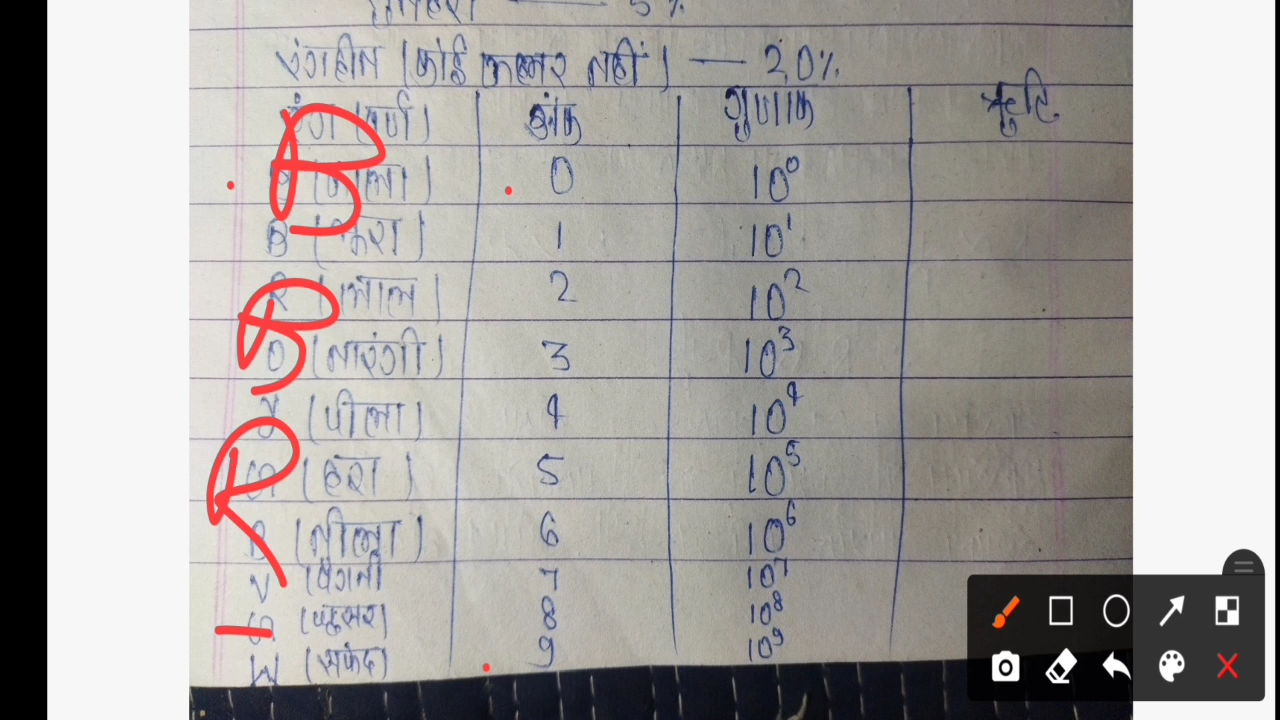 5%
रंगहीन (कोई कलर नहीं) — 20%
रंग (वर्ण) अंक गुणांक त्रुटि
B (काला) 0 10⁰
B (भूरा) 1 10¹
R (लाल) 2 10²
O (नारंगी) 3 10³
Y (पीला) 4 10⁴
G (हरा) 5 10⁵
B (नीला) 6 10⁶
V (बैगनी 7 10⁷
G 8 10⁸
W (सफेद) 9 10⁹
B
B
R